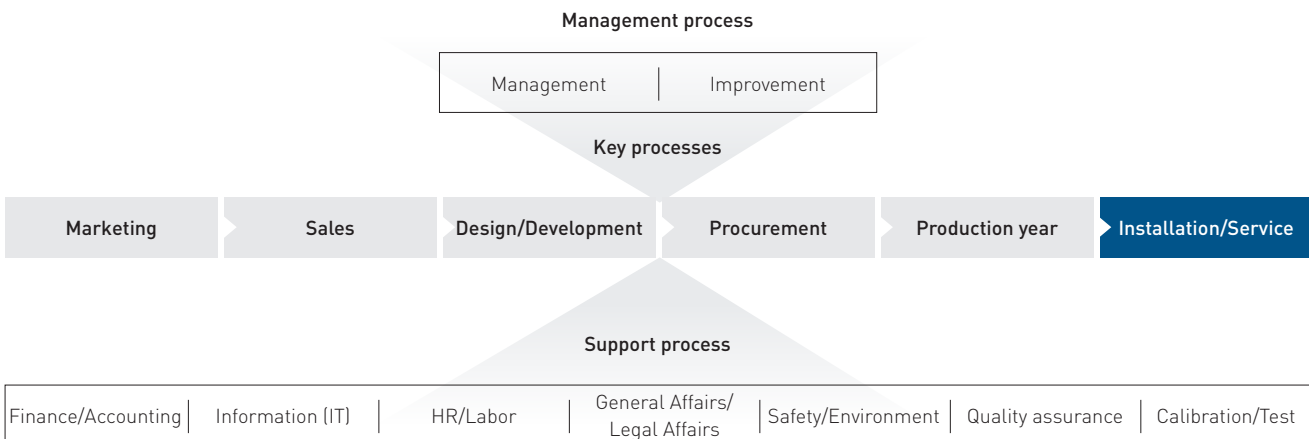 Management process
Management
Improvement
Key processes
Marketing
Sales
Design/Development
Procurement
Production year
Installation/Service
Support process
Finance/Accounting
Information (IT)
HR/Labor
General Affairs/
Legal Affairs
Safety/Environment
Quality assurance
Calibration/Test